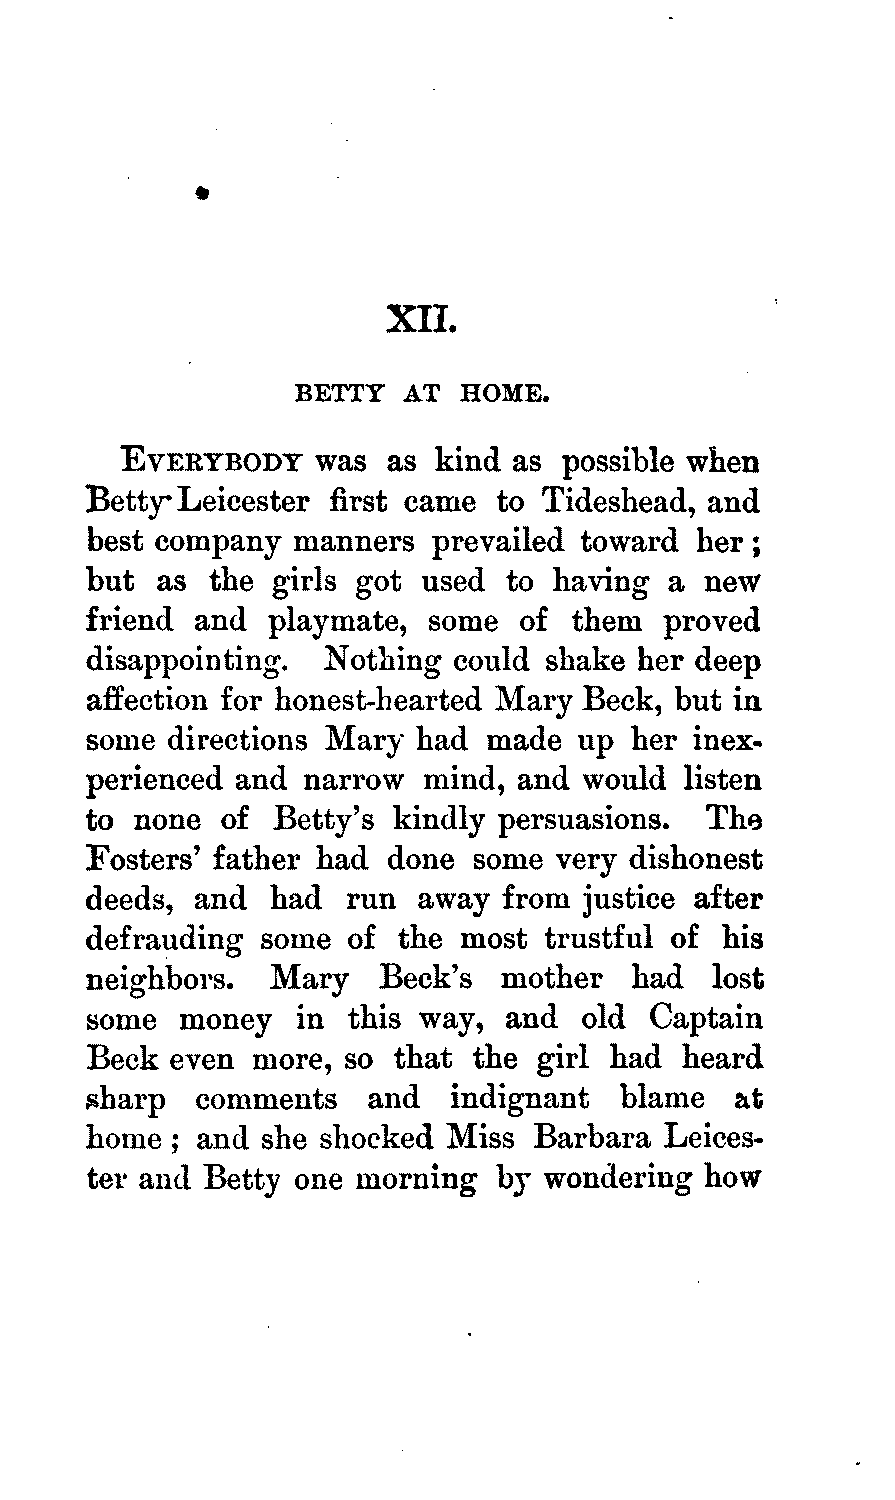 XII.
BETTY AT HOME.
EVERYBODY was as kind as possible when
Betty Leicester first came to Tideshead, and
best company manners prevailed toward her ;
but as the girls got used to having a new
friend and playmate, some of them proved
disappointing. Nothing could shake her deep
affection for honest-hearted Mary Beck, but in
some directions Mary had made up her inex-
perienced and narrow mind, and would listen
to none of Betty's kindly persuasions. The
Fosters' father had done some very dishonest
deeds, and had run away from justice after
defrauding some of the most trustful of his
neighbors. Mary Beck's mother had lost
some money in this way, and old Captain
Beck even more, so that the girl had heard
sharp comments and indignant blame at
home ; and she shocked Miss Barbara Leices-
ter and Betty one morning by wondering how